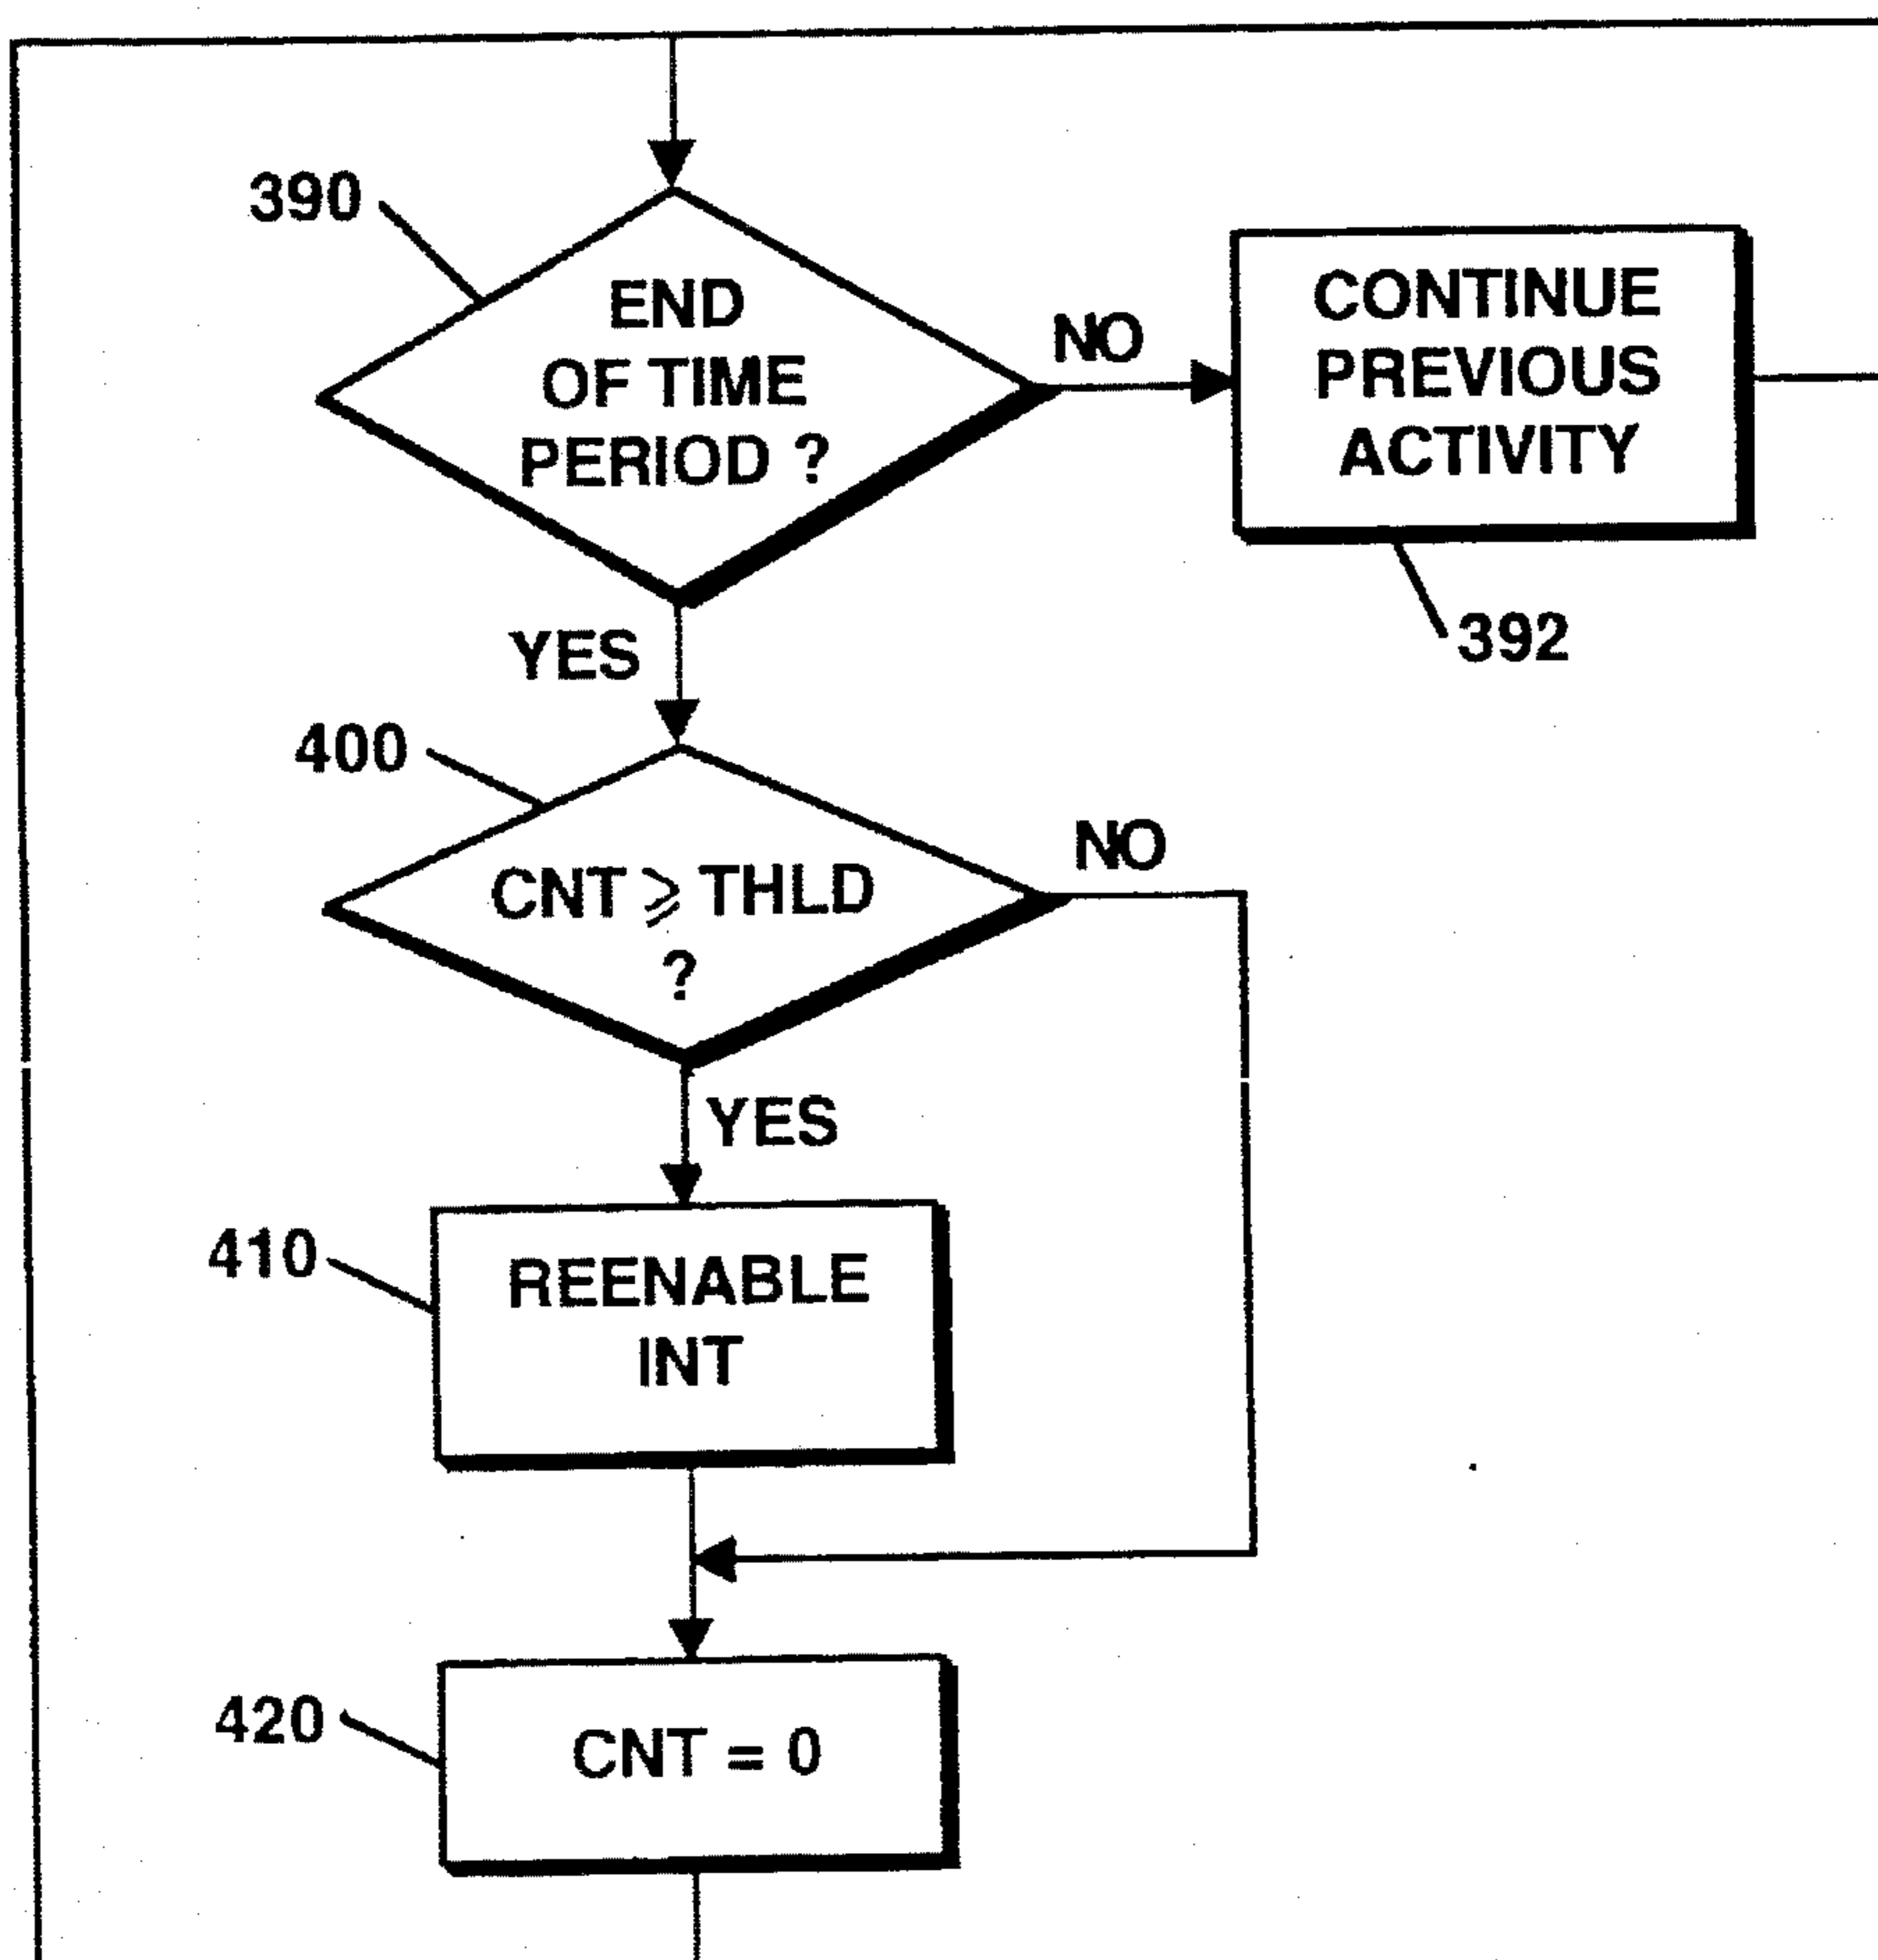 390
END
OF TIME
PERIOD ?
NO
CONTINUE
PREVIOUS
ACTIVITY
392
YES
400
CNT ⩾ THLD
?
NO
YES
410
REENABLE
INT
420
CNT = 0